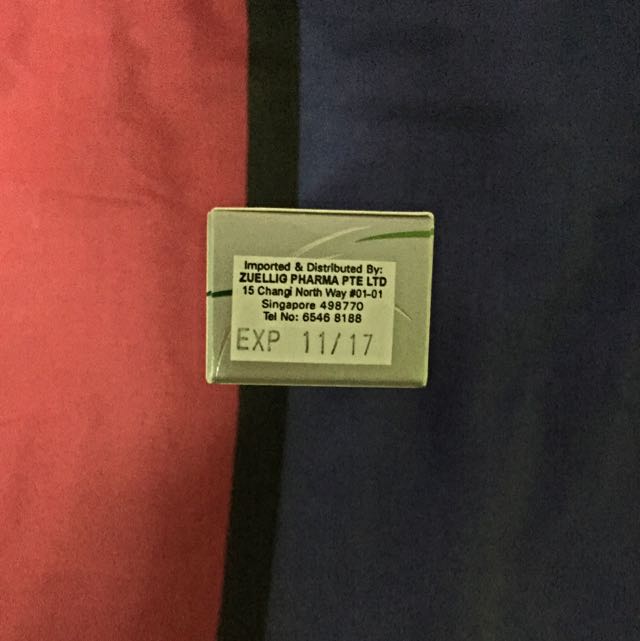 Imported & Distributed By:
ZUELLIG PHARMA PTE LTD
15 Changi North Way #01-01
Singapore 498770
Tel No: 6546 8188
EXP 11/17